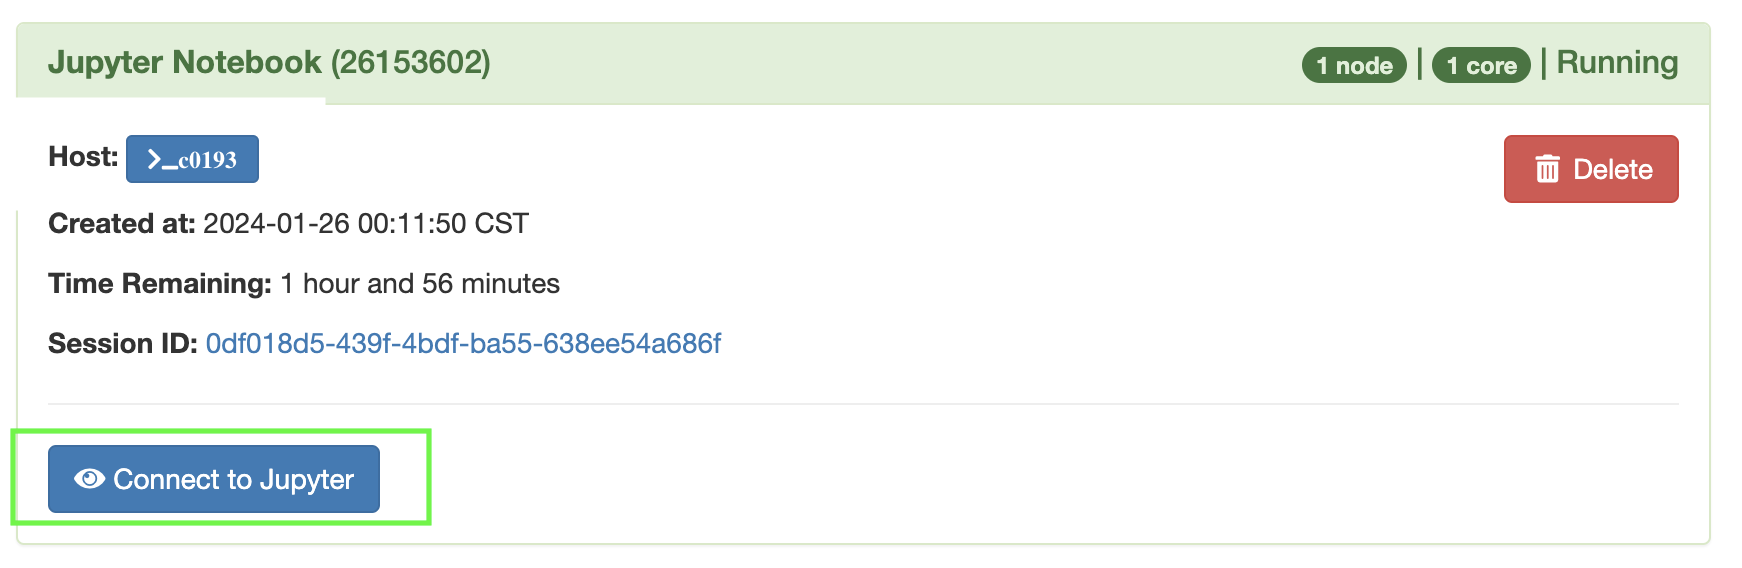 Jupyter Notebook (26153602) 1 node | 1 core | Running
Host: >_c0193 Delete
Created at: 2024-01-26 00:11:50 CST
Time Remaining: 1 hour and 56 minutes
Session ID: 0df018d5-439f-4bdf-ba55-638ee54a686f
Connect to Jupyter